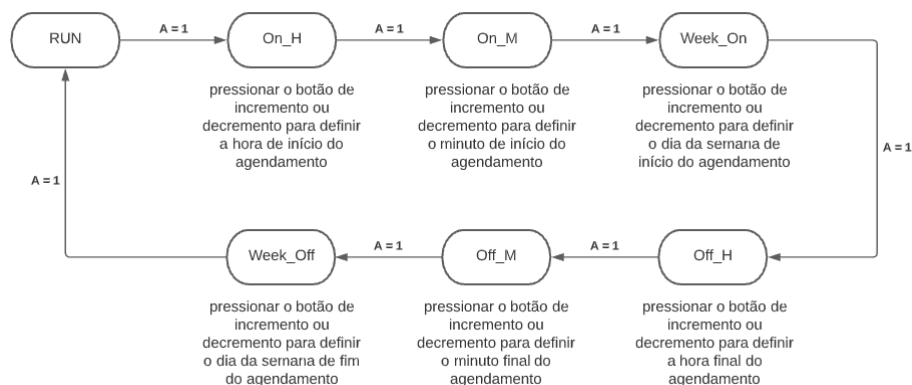 RUN
A = 1
On_H
A = 1
On_M
A = 1
Week_On
pressionar o botão de
incremento ou
decremento para definir
a hora de início do
agendamento
pressionar o botão de
incremento ou
decremento para definir
o minuto de início do
agendamento
pressionar o botão de
incremento ou
decremento para definir
o dia da semana de
início do agendamento
A = 1
A = 1
Week_Off
A = 1
Off_M
A = 1
Off_H
pressionar o botão de
incremento ou
decremento para definir
o dia da semana de fim
do agendamento
pressionar o botão de
incremento ou
decremento para definir
o minuto final do
agendamento
pressionar o botão de
incremento ou
decremento para definir
a hora final do
agendamento